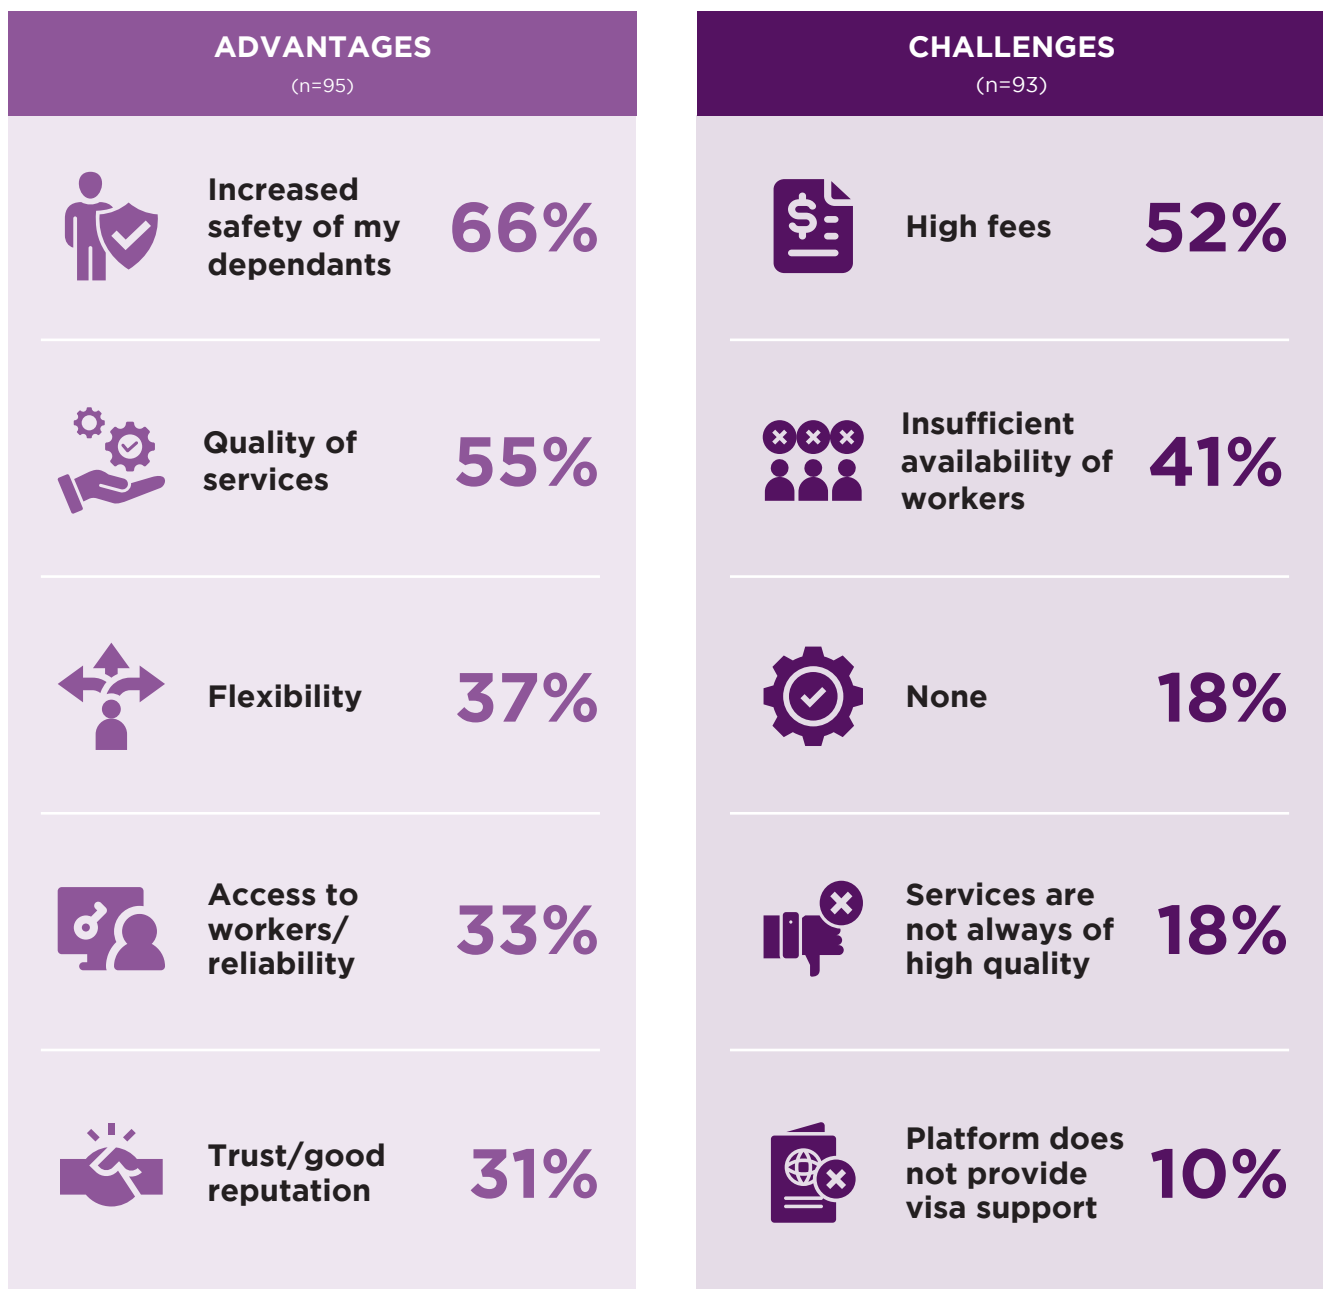 ADVANTAGES
(n=95)
Increased
safety of my
dependants
66%
Quality of
services
55%
Flexibility
37%
Access to
workers/
reliability
33%
Trust/good
reputation
31%
CHALLENGES
(n=93)
High fees
52%
Insufficient
availability of
workers
41%
None
18%
Services are
not always of
high quality
18%
Platform does
not provide
visa support
10%